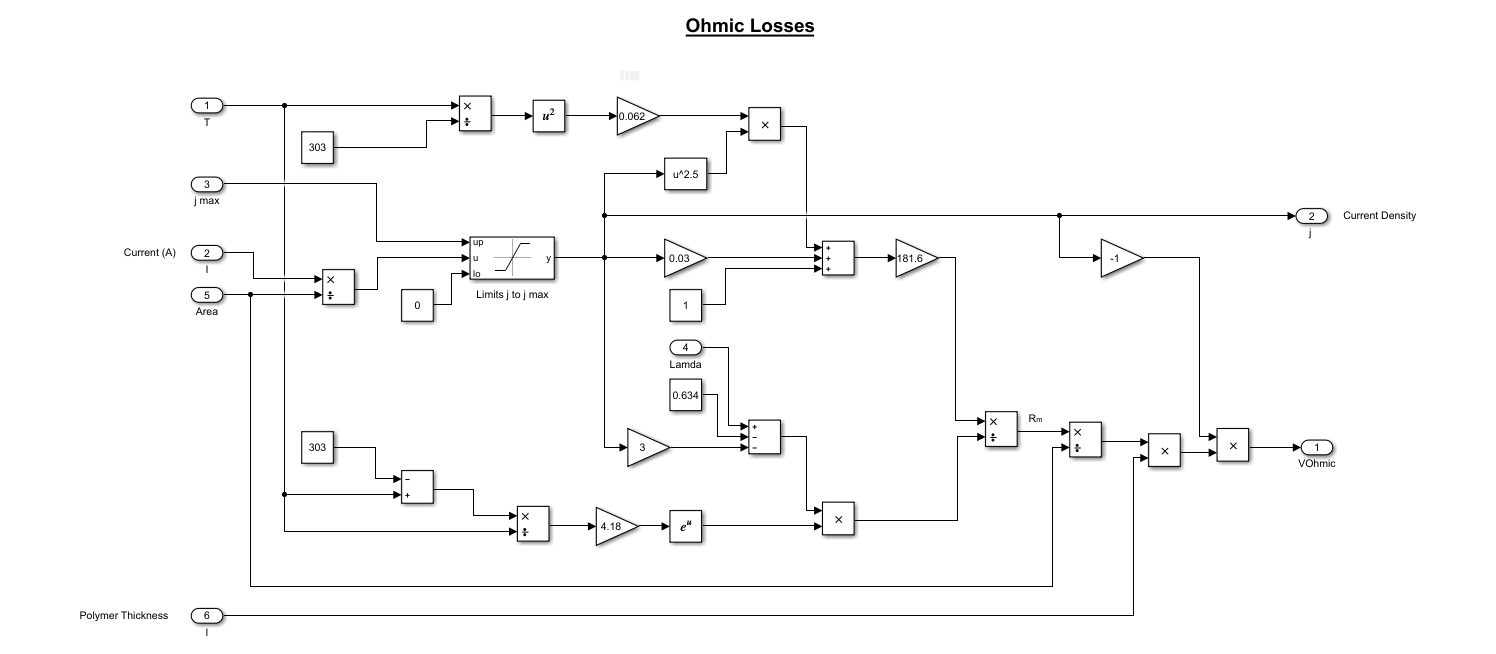 Ohmic Losses
1
T
×
÷
u²
0.062
×
303
u^2.5
3
j max
2
j
Current Density
Current (A)
2
I
up
u
lo
y
Limits j to j max
0.03
+
+
+
181.6
-1
×
÷
5
Area
0
1
4
Lamda
0.634
+
−
−
3
×
÷
Rm
×
÷
×
×
1
VOhmic
303
−
+
×
÷
4.18
eᵘ
×
Polymer Thickness
6
l